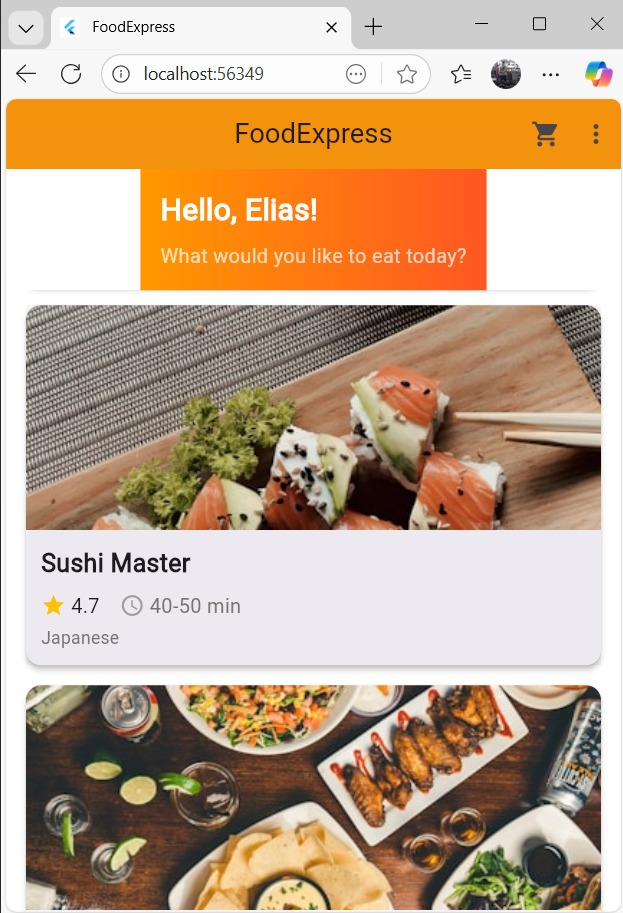 FoodExpress
localhost:56349
FoodExpress
Hello, Elias!
What would you like to eat today?
Sushi Master
4.7 40-50 min
Japanese